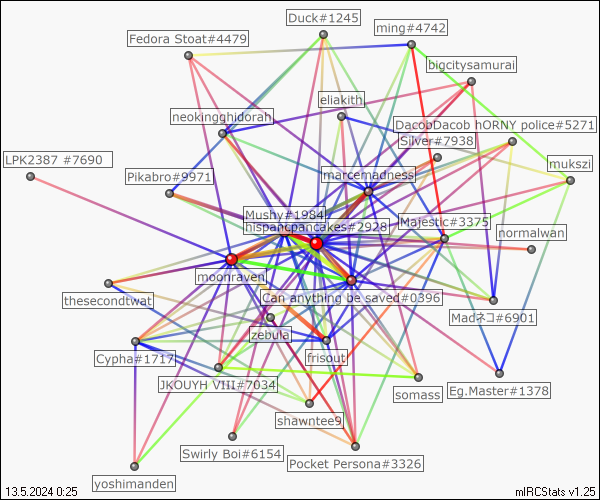 Duck#1245
ming#4742
Fedora Stoat#4479
bigcitysamurai
eliakith
neokingghidorah
DacobDacob hORNY police#5271
Silver#7938
LPK2387 #7690
mukszi
marcemadness
Pikabro#9971
Mushy#1984
Majestic#3375
hispanicpancakes#2928
normalwan
moonraven
Can anything be saved#0396
thesecondtwat
Madネコ#6901
zebula
Cypha#1717
frisout
JKOUYH VIII#7034
somass
Eg.Master#1378
shawntee9
Swirly Boi#6154
Pocket Persona#3326
yoshimanden
13.5.2024 0:25
mIRCStats v1.25